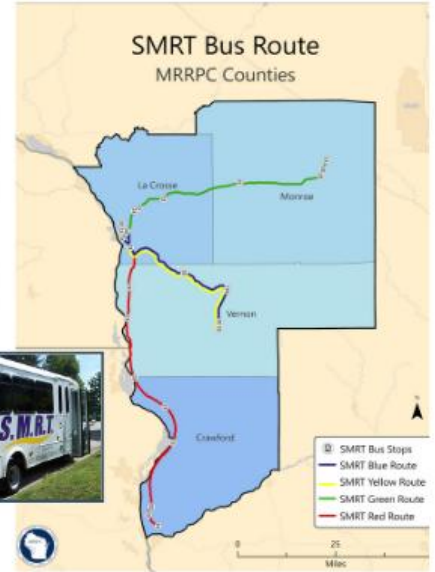 SMRT Bus Route
MRRPC Counties
La Crosse
Monroe
Vernon
Crawford
S.M.R.T.
SMRT Bus Stops
SMRT Blue Route
SMRT Yellow Route
SMRT Green Route
SMRT Red Route
0 25
Miles